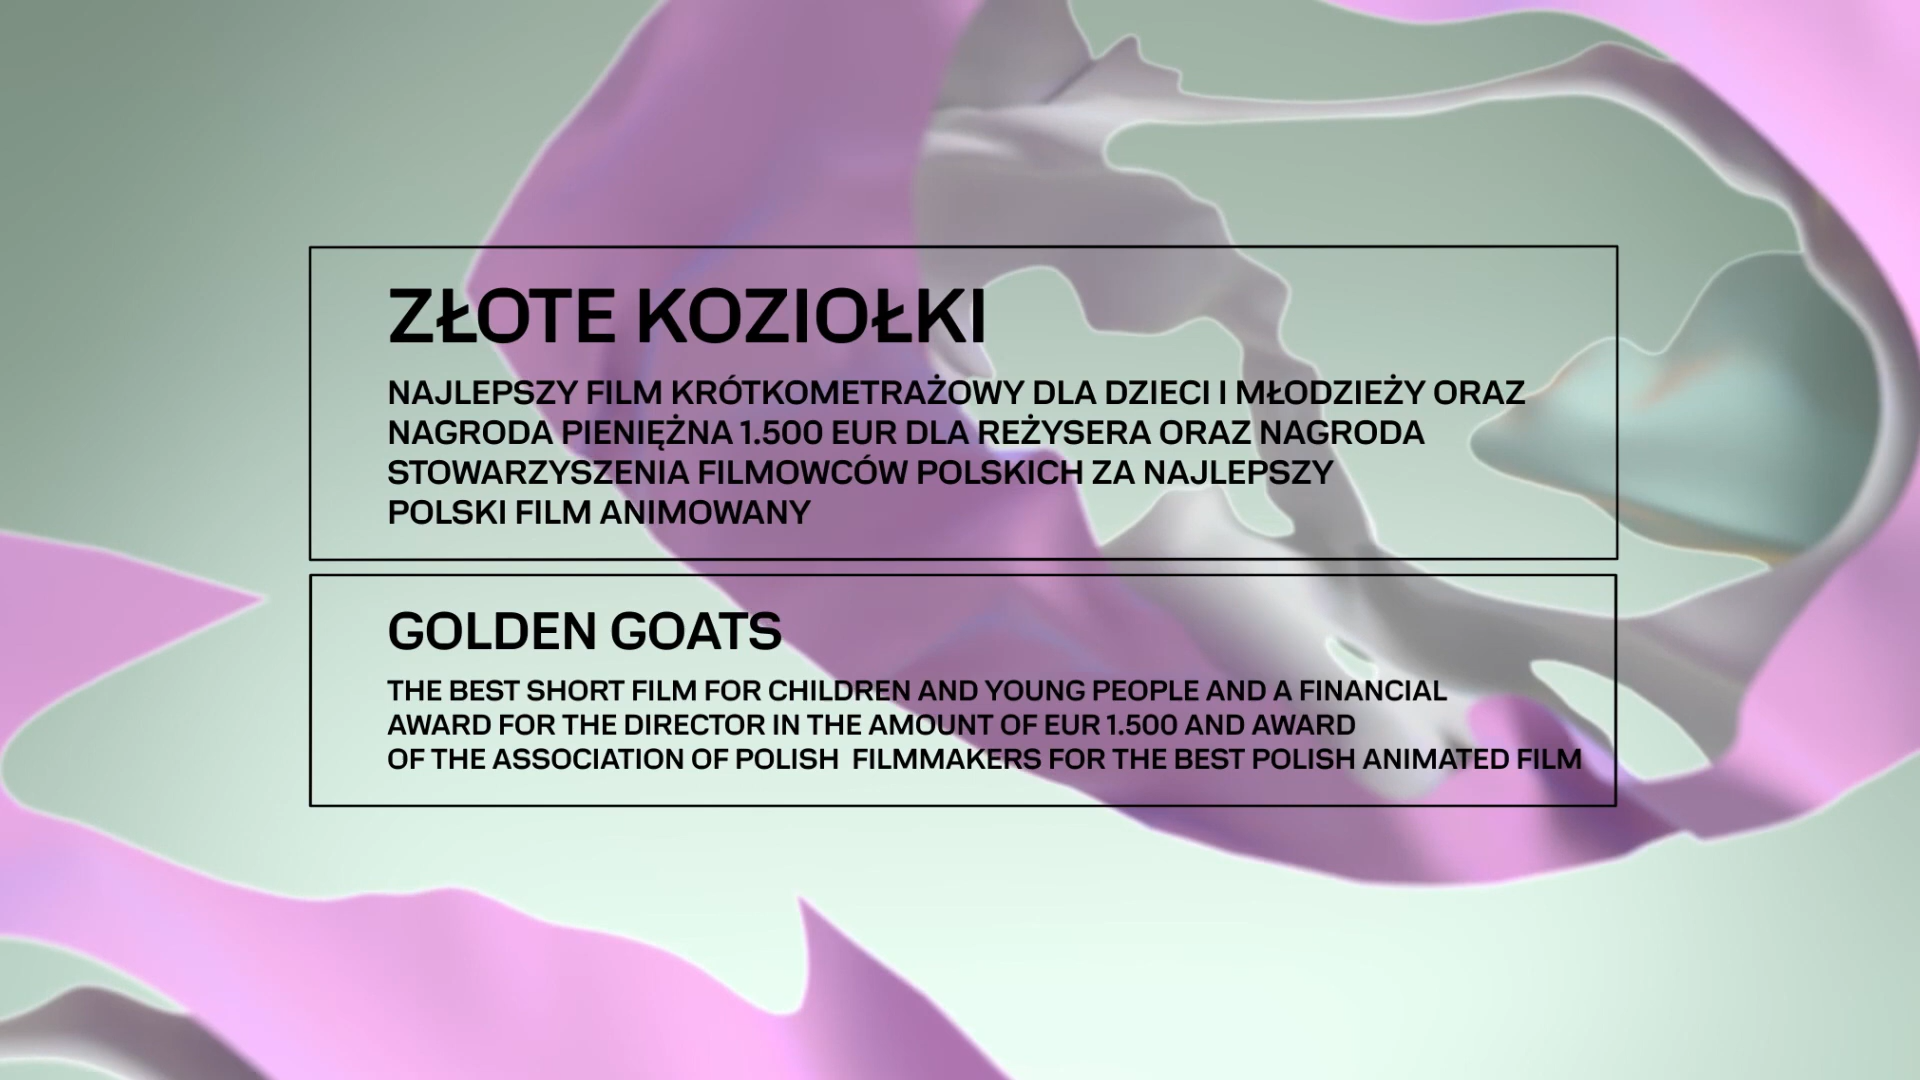 ZŁOTE KOZIOŁKI
NAJLEPSZY FILM KRÓTKOMETRAŻOWY DLA DZIECI I MŁODZIEŻY ORAZ
NAGRODA PIENIĘŻNA 1.500 EUR DLA REŻYSERA ORAZ NAGRODA
STOWARZYSZENIA FILMOWCÓW POLSKICH ZA NAJLEPSZY
POLSKI FILM ANIMOWANY
GOLDEN GOATS
THE BEST SHORT FILM FOR CHILDREN AND YOUNG PEOPLE AND A FINANCIAL
AWARD FOR THE DIRECTOR IN THE AMOUNT OF EUR 1.500 AND AWARD
OF THE ASSOCIATION OF POLISH  FILMMAKERS FOR THE BEST POLISH ANIMATED FILM